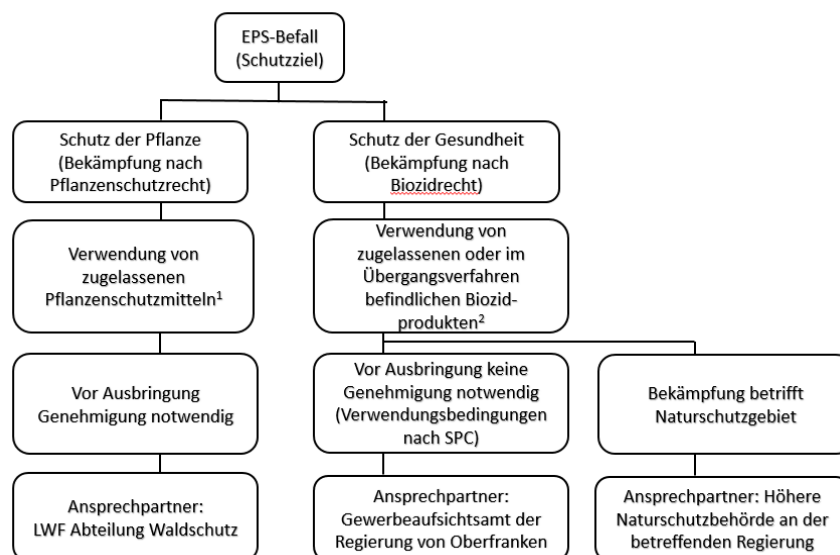 EPS-Befall
(Schutzziel)
Schutz der Pflanze
(Bekämpfung nach
Pflanzenschutzrecht)
Schutz der Gesundheit
(Bekämpfung nach
Biozidrecht)
Verwendung von
zugelassenen
Pflanzenschutzmitteln¹
Verwendung von
zugelassenen oder im
Übergangsverfahren
befindlichen Biozid-
produkten²
Vor Ausbringung
Genehmigung notwendig
Vor Ausbringung keine
Genehmigung notwendig
(Verwendungsbedingungen
nach SPC)
Bekämpfung betrifft
Naturschutzgebiet
Ansprechpartner:
LWF Abteilung Waldschutz
Ansprechpartner:
Gewerbeaufsichtsamt der
Regierung von Oberfranken
Ansprechpartner: Höhere
Naturschutzbehörde an der
betreffenden Regierung